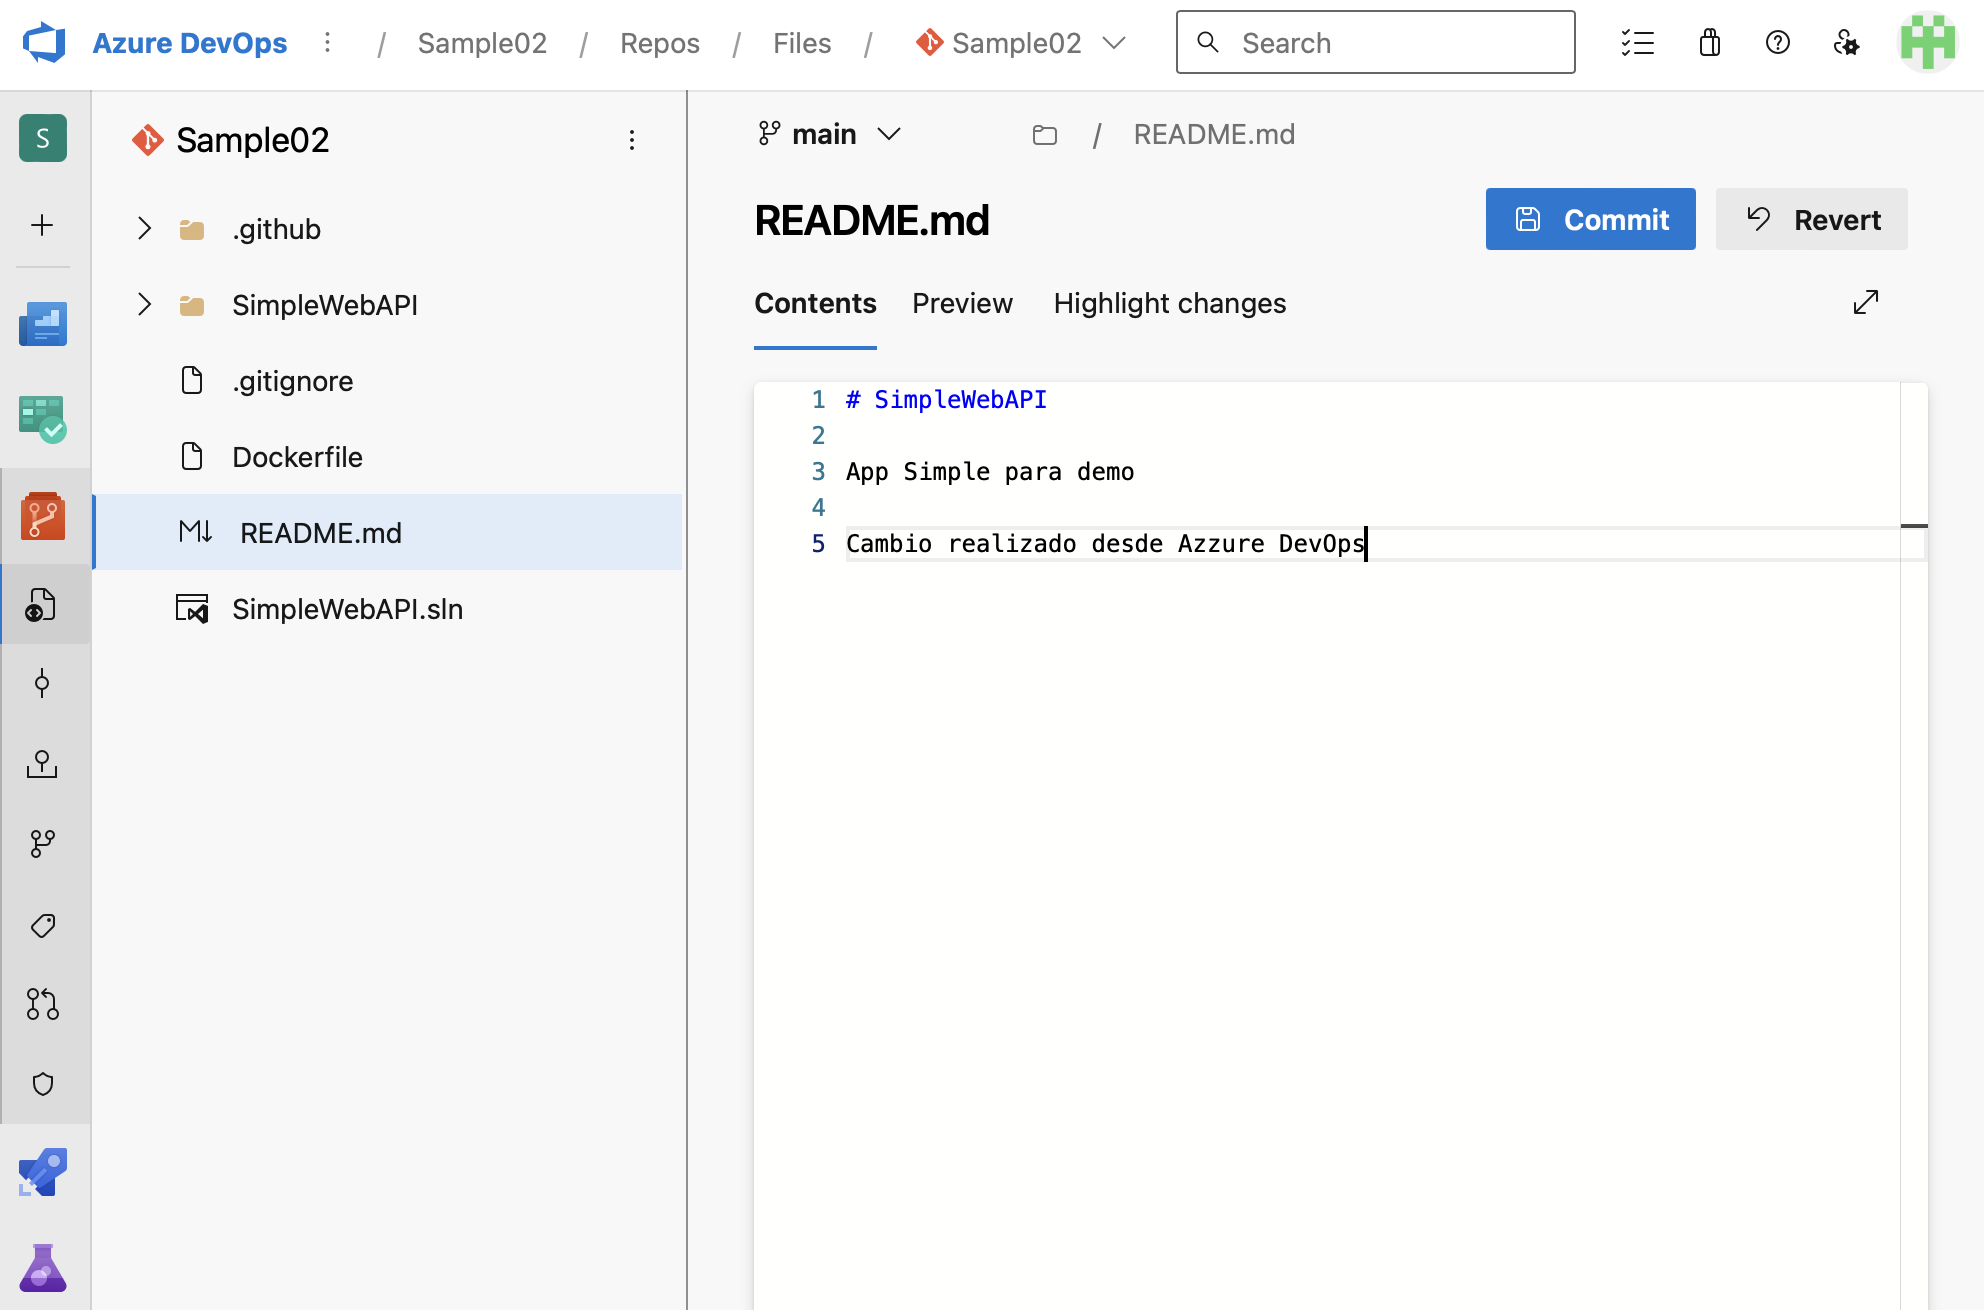 Azure DevOps / Sample02 / Repos / Files / Sample02
Search
S
Sample02
.github
SimpleWebAPI
.gitignore
Dockerfile
README.md
SimpleWebAPI.sln
main
/ README.md
README.md
Commit
Revert
Contents Preview Highlight changes
1 # SimpleWebAPI
2
3 App Simple para demo
4
5 Cambio realizado desde Azzure DevOps